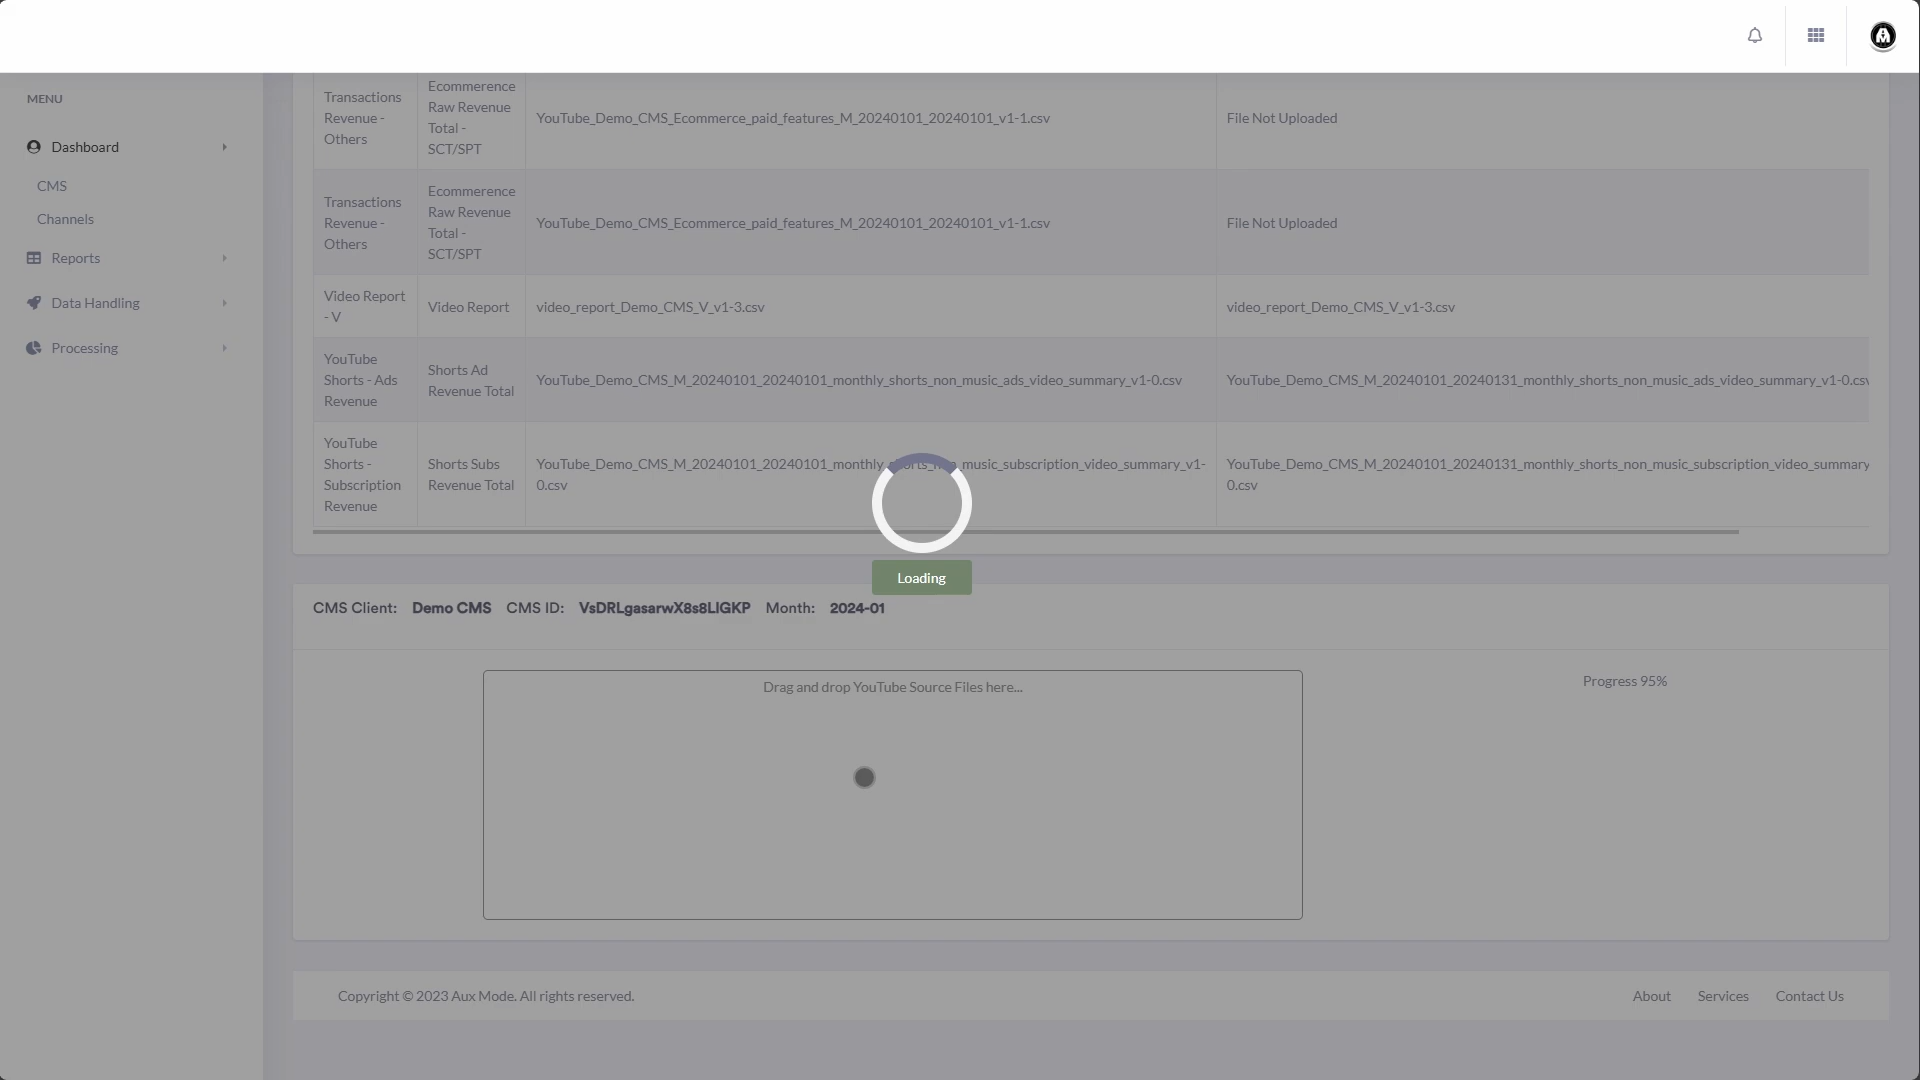 MENU
Dashboard
CMS
Channels
Reports
Data Handling
Processing
Transactions
Revenue -
Others
Ecommerence
Raw Revenue
Total -
SCT/SPT
YouTube_Demo_CMS_Ecommerce_paid_features_M_20240101_20240101_v1-1.csv
File Not Uploaded
Transactions
Revenue -
Others
Ecommerence
Raw Revenue
Total -
SCT/SPT
YouTube_Demo_CMS_Ecommerce_paid_features_M_20240101_20240101_v1-1.csv
File Not Uploaded
Video Report
- V
Video Report
video_report_Demo_CMS_V_v1-3.csv
video_report_Demo_CMS_V_v1-3.csv
YouTube
Shorts - Ads
Revenue
Shorts Ad
Revenue Total
YouTube_Demo_CMS_M_20240101_20240101_monthly_shorts_non_music_ads_video_summary_v1-0.csv
YouTube_Demo_CMS_M_20240101_20240131_monthly_shorts_non_music_ads_video_summary_v1-0.csv
YouTube
Shorts -
Subscription
Revenue
Shorts Subs
Revenue Total
YouTube_Demo_CMS_M_20240101_20240101_monthly_shorts_non_music_subscription_video_summary_v1-
0.csv
YouTube_Demo_CMS_M_20240101_20240131_monthly_shorts_non_music_subscription_video_summary
0.csv
Loading
CMS Client: Demo CMS CMS ID: VsDRLgasarwX8s8LlGKP Month: 2024-01
Drag and drop YouTube Source Files here...
Progress 95%
Copyright © 2023 Aux Mode. All rights reserved.
About Services Contact Us